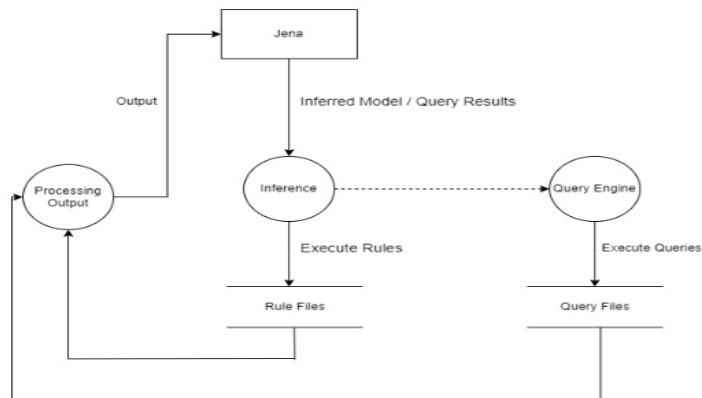 Jena
Output
Inferred Model / Query Results
Processing
Output
Inference
Query Engine
Execute Rules
Execute Queries
Rule Files
Query Files